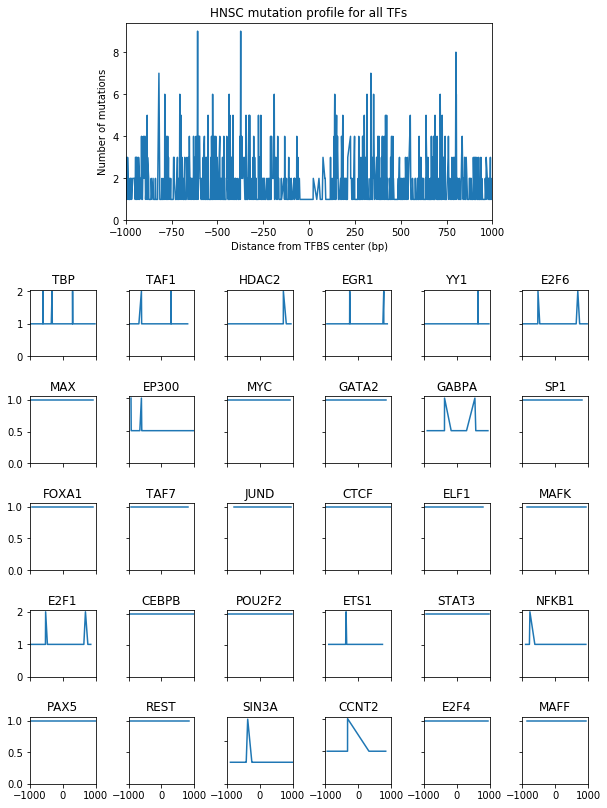 HNSC mutation profile for all TFs
Number of mutations
8
6
4
2
0
−1000 −750 −500 −250 0 250 500 750 1000
Distance from TFBS center (bp)
TBP TAF1 HDAC2 EGR1 YY1 E2F6
2
1
0
MAX EP300 MYC GATA2 GABPA SP1
1.0
0.5
0.0
FOXA1 TAF7 JUND CTCF ELF1 MAFK
1.0
0.5
0.0
E2F1 CEBPB POU2F2 ETS1 STAT3 NFKB1
2
1
0
PAX5 REST SIN3A CCNT2 E2F4 MAFF
1.0
0.5
0.0
−1000 0 1000 −1000 0 1000 −1000 0 1000 −1000 0 1000 −1000 0 1000 −1000 0 1000